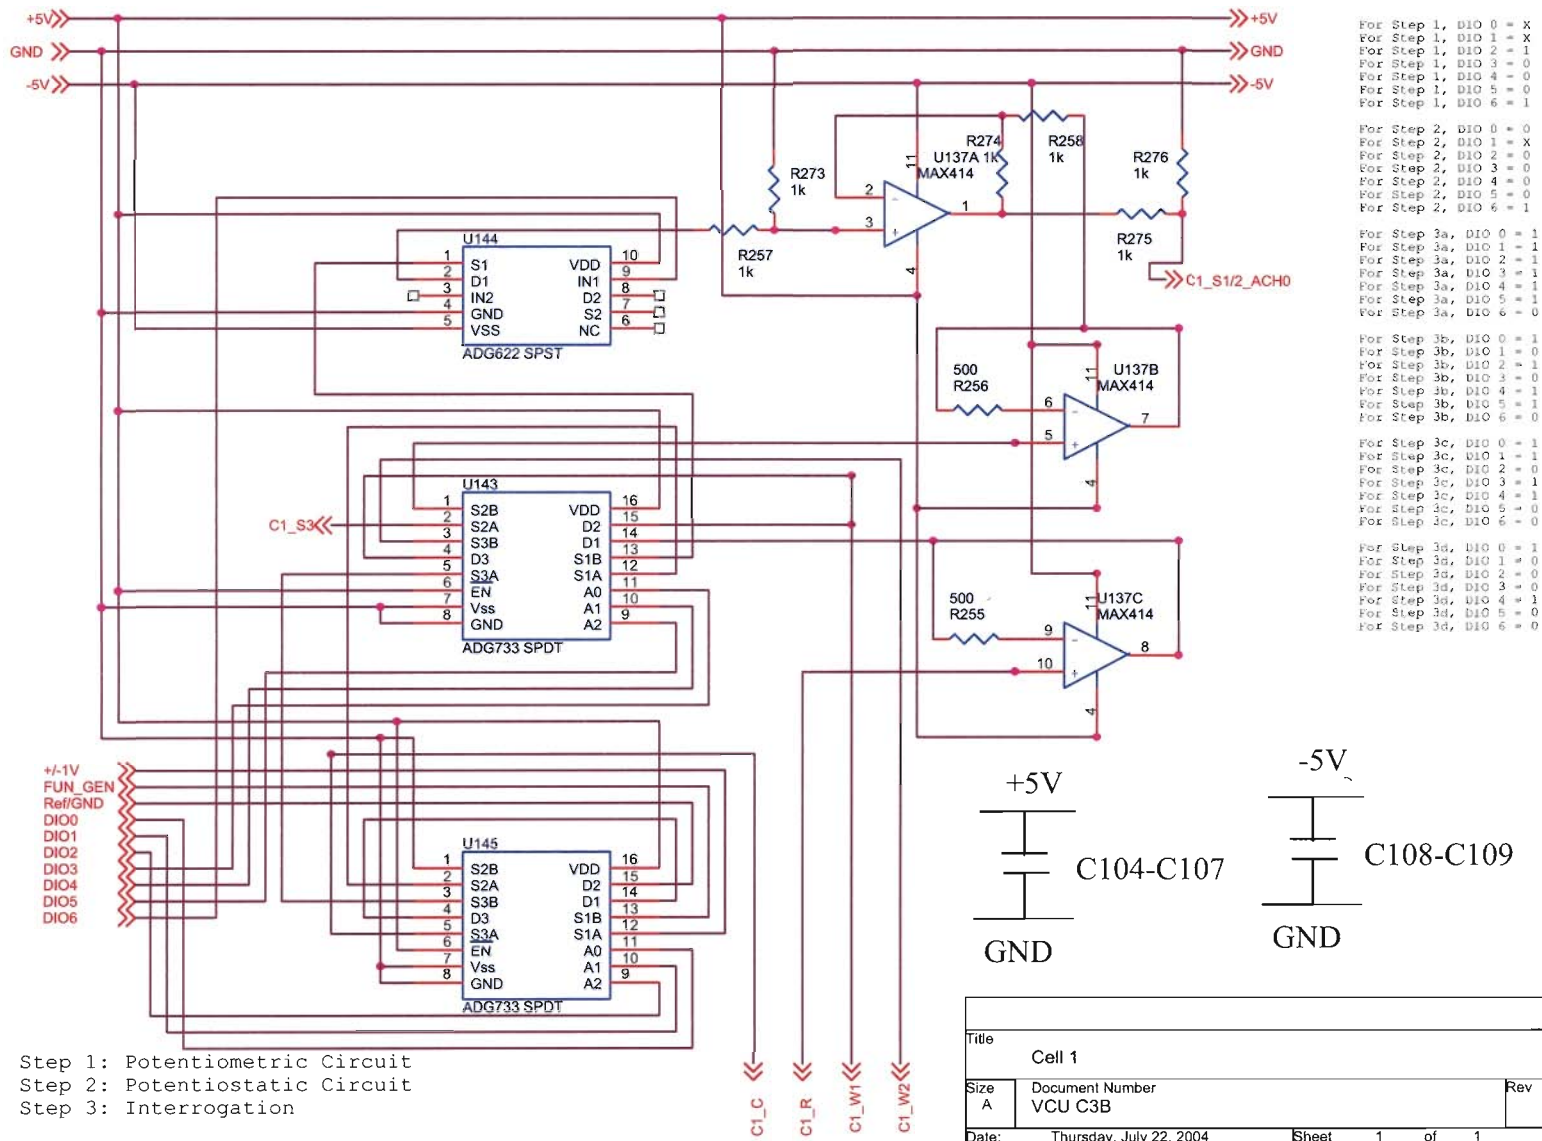 +5V
GND
-5V
+5V
GND
-5V
For Step 1, DIO 0 = X
For Step 1, DIO 1 = X
For Step 1, DIO 2 = 1
For Step 1, DIO 3 = 0
For Step 1, DIO 4 = 0
For Step 1, DIO 5 = 0
For Step 1, DIO 6 = 1
For Step 2, DIO 0 = 0
For Step 2, DIO 1 = X
For Step 2, DIO 2 = 0
For Step 2, DIO 3 = 0
For Step 2, DIO 4 = 0
For Step 2, DIO 5 = 0
For Step 2, DIO 6 = 1
For Step 3a, DIO 0 = 1
For Step 3a, DIO 1 = 1
For Step 3a, DIO 2 = 1
For Step 3a, DIO 3 = 1
For Step 3a, DIO 4 = 1
For Step 3a, DIO 5 = 1
For Step 3a, DIO 6 = 0
For Step 3b, DIO 0 = 1
For Step 3b, DIO 1 = 0
For Step 3b, DIO 2 = 1
For Step 3b, DIO 3 = 0
For Step 3b, DIO 4 = 1
For Step 3b, DIO 5 = 1
For Step 3b, DIO 6 = 0
For Step 3c, DIO 0 = 1
For Step 3c, DIO 1 = 1
For Step 3c, DIO 2 = 0
For Step 3c, DIO 3 = 1
For Step 3c, DIO 4 = 1
For Step 3c, DIO 5 = 0
For Step 3c, DIO 6 = 0
For Step 3d, DIO 0 = 1
For Step 3d, DIO 1 = 0
For Step 3d, DIO 2 = 0
For Step 3d, DIO 3 = 0
For Step 3d, DIO 4 = 1
For Step 3d, DIO 5 = 0
For Step 3d, DIO 6 = 0
R273
1k
R257
1k
U137A
MAX414
2
3
1
11
4
R274
1k
R258
1k
R276
1k
R275
1k
C1_S1/2_ACH0
U144
1 S1 VDD 10
2 D1 IN1 9
3 IN2 D2 8
4 GND S2 7
5 VSS NC 6
ADG622 SPST
500
R256
U137B
MAX414
6
5
7
11
4
C1_S3
U143
1 S2B VDD 16
2 S2A D2 15
3 S3B D1 14
4 D3 S1B 13
5 S3A S1A 12
6 EN A0 11
7 Vss A1 10
8 GND A2 9
ADG733 SPDT
500
R255
U137C
MAX414
9
10
8
11
4
+/-1V
FUN_GEN
Ref/GND
DIO0
DIO1
DIO2
DIO3
DIO4
DIO5
DIO6
U145
1 S2B VDD 16
2 S2A D2 15
3 S3B D1 14
4 D3 S1B 13
5 S3A S1A 12
6 EN A0 11
7 Vss A1 10
8 GND A2 9
ADG733 SPDT
+5V
C104-C107
GND
-5V
C108-C109
GND
Step 1: Potentiometric Circuit
Step 2: Potentiostatic Circuit
Step 3: Interrogation
C1_C
C1_R
C1_W1
C1_W2
Title
Cell 1
Size
A
Document Number
VCU C3B
Rev
Date: Thursday, July 22, 2004 Sheet 1 of 1